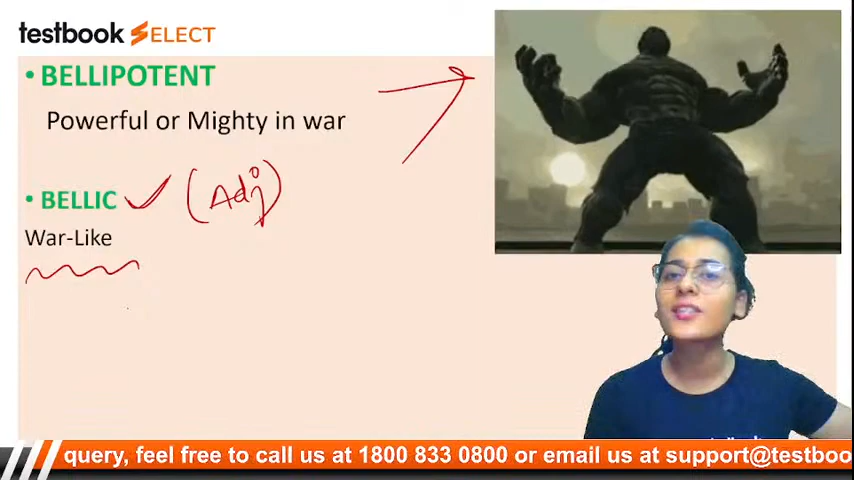 testbook SELECT
• BELLIPOTENT
Powerful or Mighty in war
• BELLIC (Adj)
War-Like
query, feel free to call us at 1800 833 0800 or email us at support@testboo